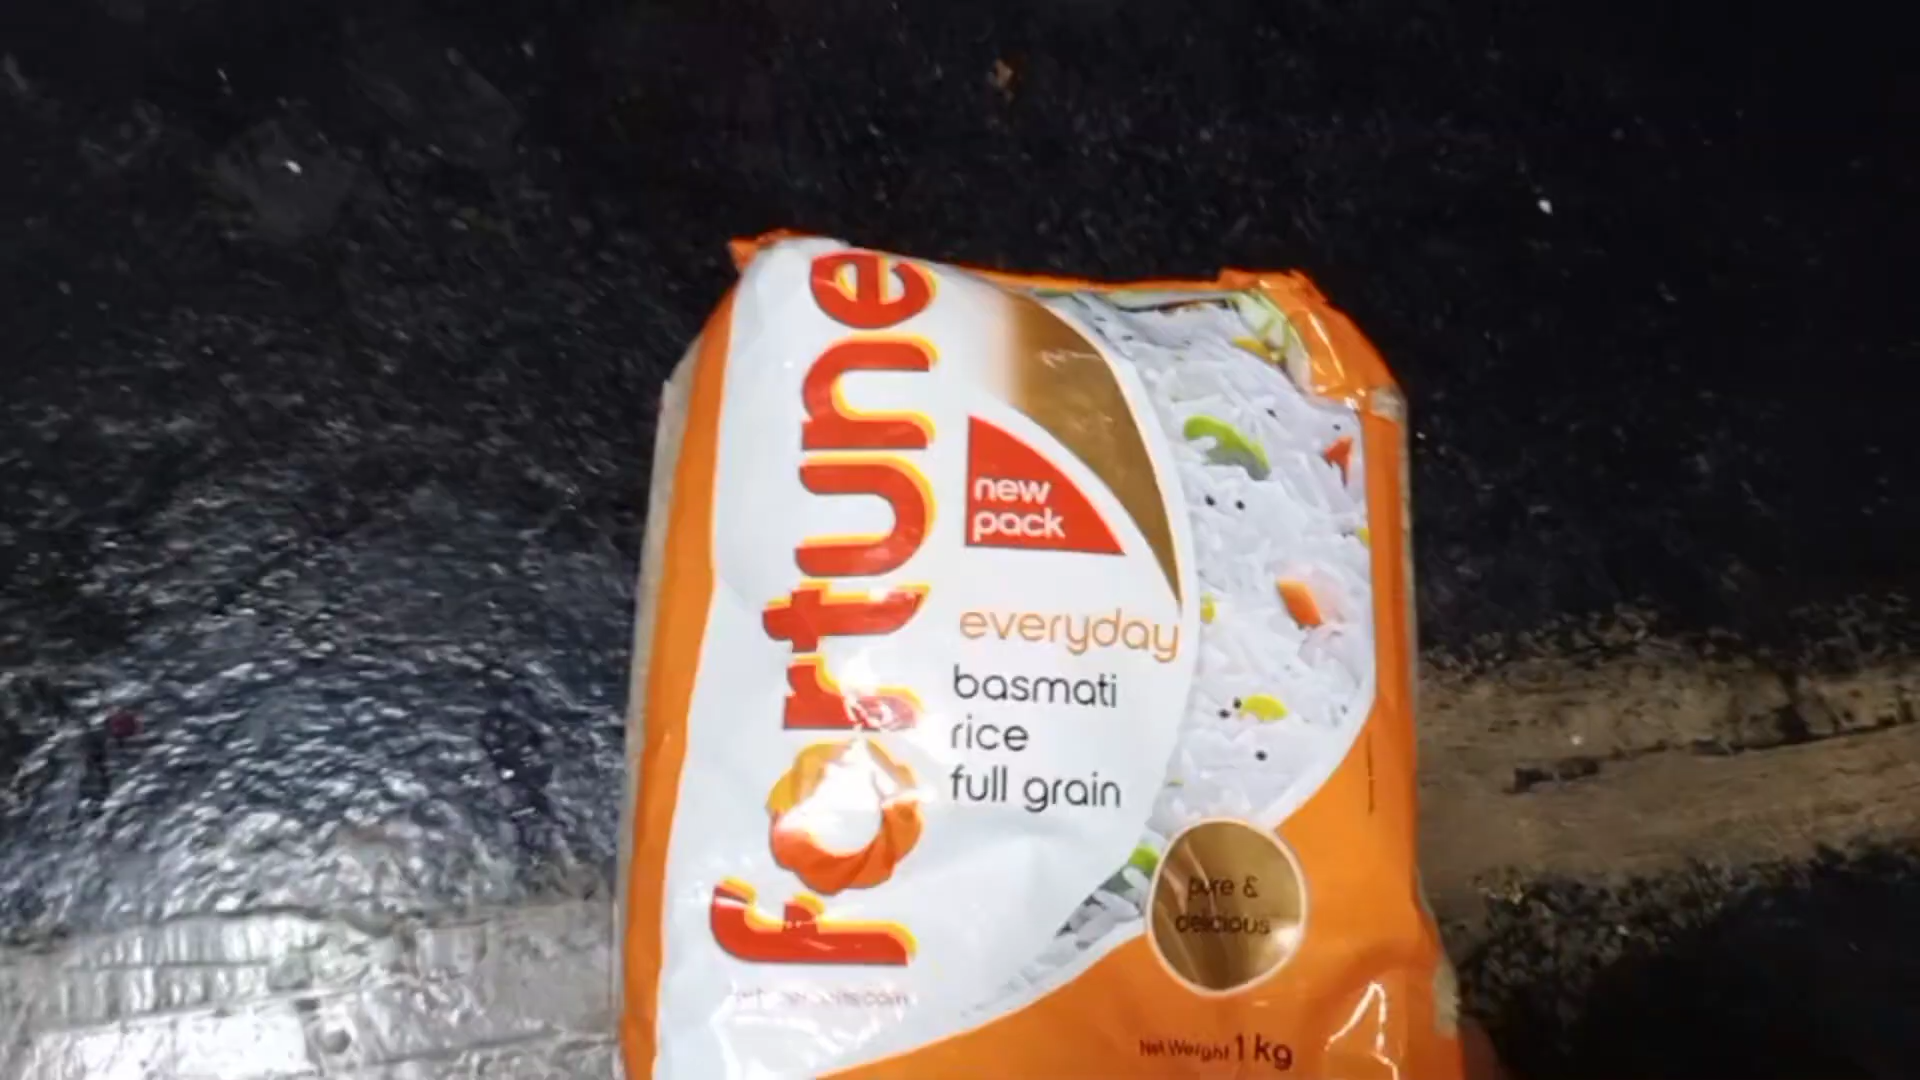 fortune
new
pack
everyday
basmati
rice
full grain
pure &
delicious
Net Weight 1 kg